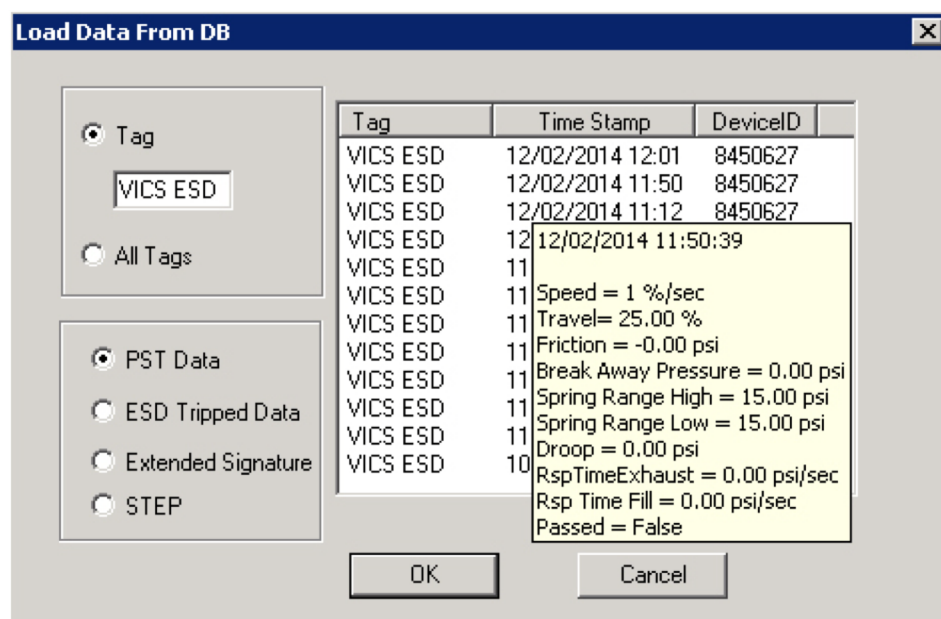 Load Data From DB
Tag
VICS ESD
All Tags
PST Data
ESD Tripped Data
Extended Signature
STEP
Tag Time Stamp DeviceID
VICS ESD 12/02/2014 12:01 8450627
VICS ESD 12/02/2014 11:50 8450627
VICS ESD 12/02/2014 11:12 8450627
VICS ESD 12
VICS ESD 11
VICS ESD 11
VICS ESD 11
VICS ESD 11
VICS ESD 11
VICS ESD 11
VICS ESD 11
VICS ESD 10
12/02/2014 11:50:39
Speed = 1 %/sec
Travel= 25.00 %
Friction = -0.00 psi
Break Away Pressure = 0.00 psi
Spring Range High = 15.00 psi
Spring Range Low = 15.00 psi
Droop = 0.00 psi
RspTimeExhaust = 0.00 psi/sec
Rsp Time Fill = 0.00 psi/sec
Passed = False
OK
Cancel